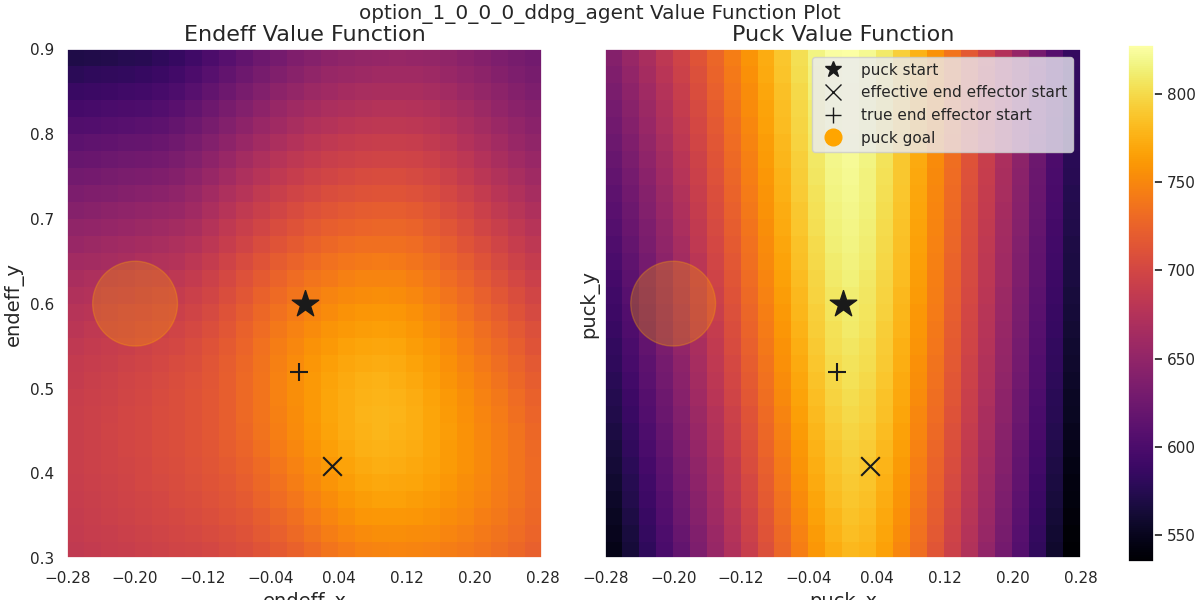 option_1_0_0_0_ddpg_agent Value Function Plot
Endeff Value Function
Puck Value Function
puck start
effective end effector start
true end effector start
puck goal
endeff_y
0.9
0.8
0.7
0.6
0.5
0.4
0.3
−0.28 −0.20 −0.12 −0.04 0.04 0.12 0.20 0.28
endeff_x
puck_y
−0.28 −0.20 −0.12 −0.04 0.04 0.12 0.20 0.28
puck_x
800
750
700
650
600
550